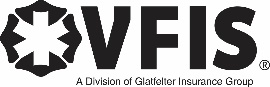 VFIS®
A Division of Glatfelter Insurance Group